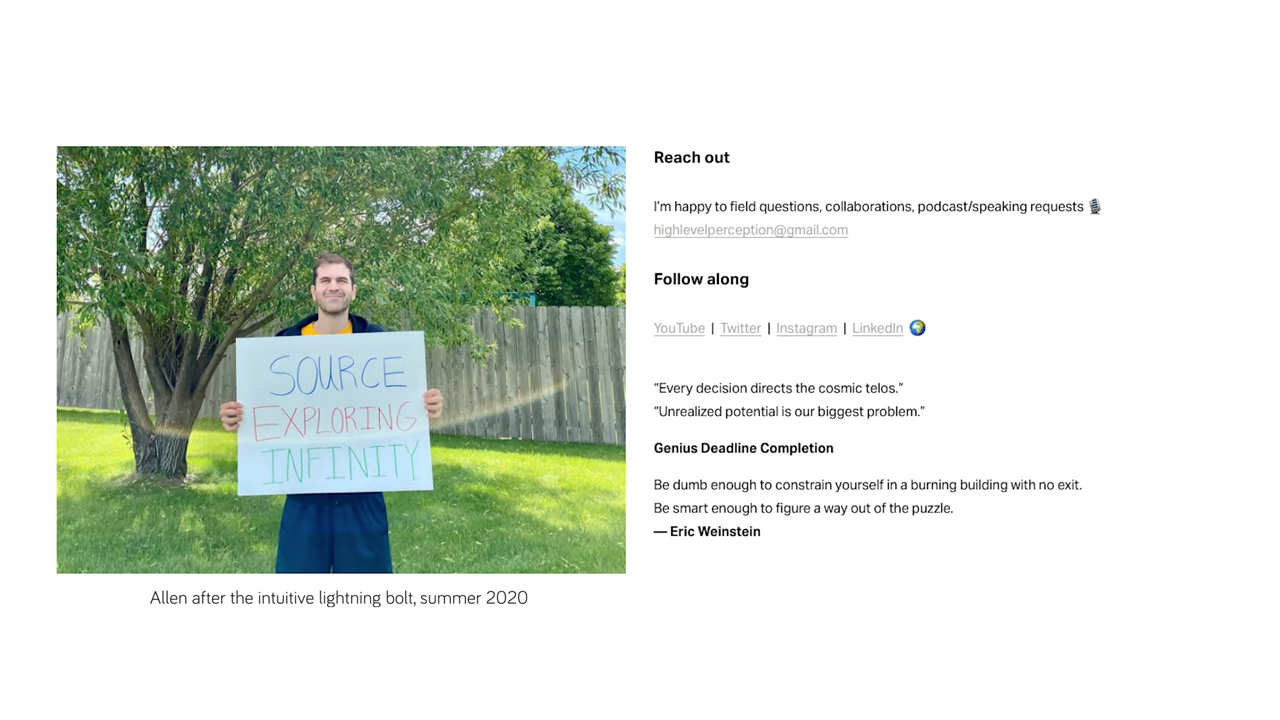 SOURCE
EXPLORING
INFINITY
Allen after the intuitive lightning bolt, summer 2020
Reach out
I'm happy to field questions, collaborations, podcast/speaking requests 🎙️
highlevelperception@gmail.com
Follow along
YouTube | Twitter | Instagram | LinkedIn 🌍
“Every decision directs the cosmic telos.”
“Unrealized potential is our biggest problem.”
Genius Deadline Completion
Be dumb enough to constrain yourself in a burning building with no exit.
Be smart enough to figure a way out of the puzzle.
— Eric Weinstein